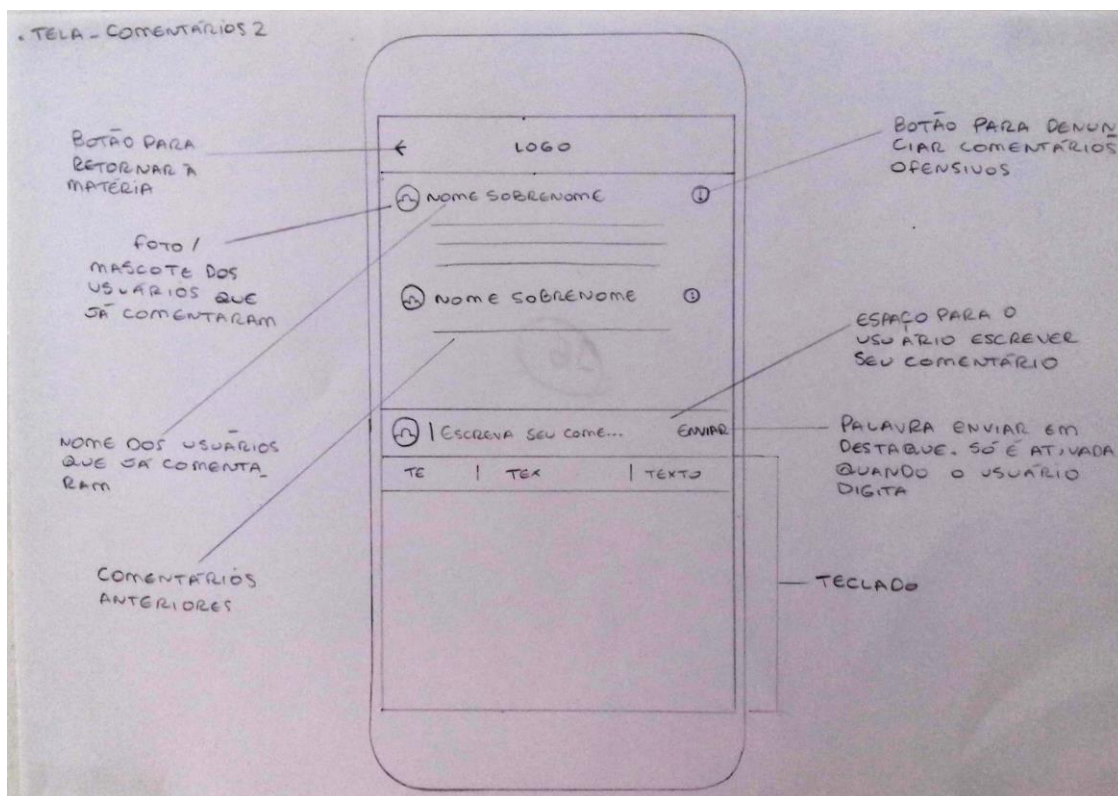 . TELA - COMENTÁRIOS 2
BOTÃO PARA
RETORNAR À
MATÉRIA
FOTO /
MASCOTE DOS
USUÁRIOS QUE
JÁ COMENTARAM
NOME DOS USUÁRIOS
QUE JÁ COMENTA-
RAM
COMENTÁRIOS
ANTERIORES
LOGO
NOME SOBRENOME
NOME SOBRENOME
ESCREVA SEU COME... ENVIAR
TE | TEX | TEXTO
BOTÃO PARA DENUN
CIAR COMENTÁRIOS
OFENSIVOS
ESPAÇO PARA O
USUÁRIO ESCREVER
SEU COMENTÁRIO
PALAVRA ENVIAR EM
DESTAQUE. SÓ É ATIVADA
QUANDO O USUÁRIO
DIGITA
TECLADO